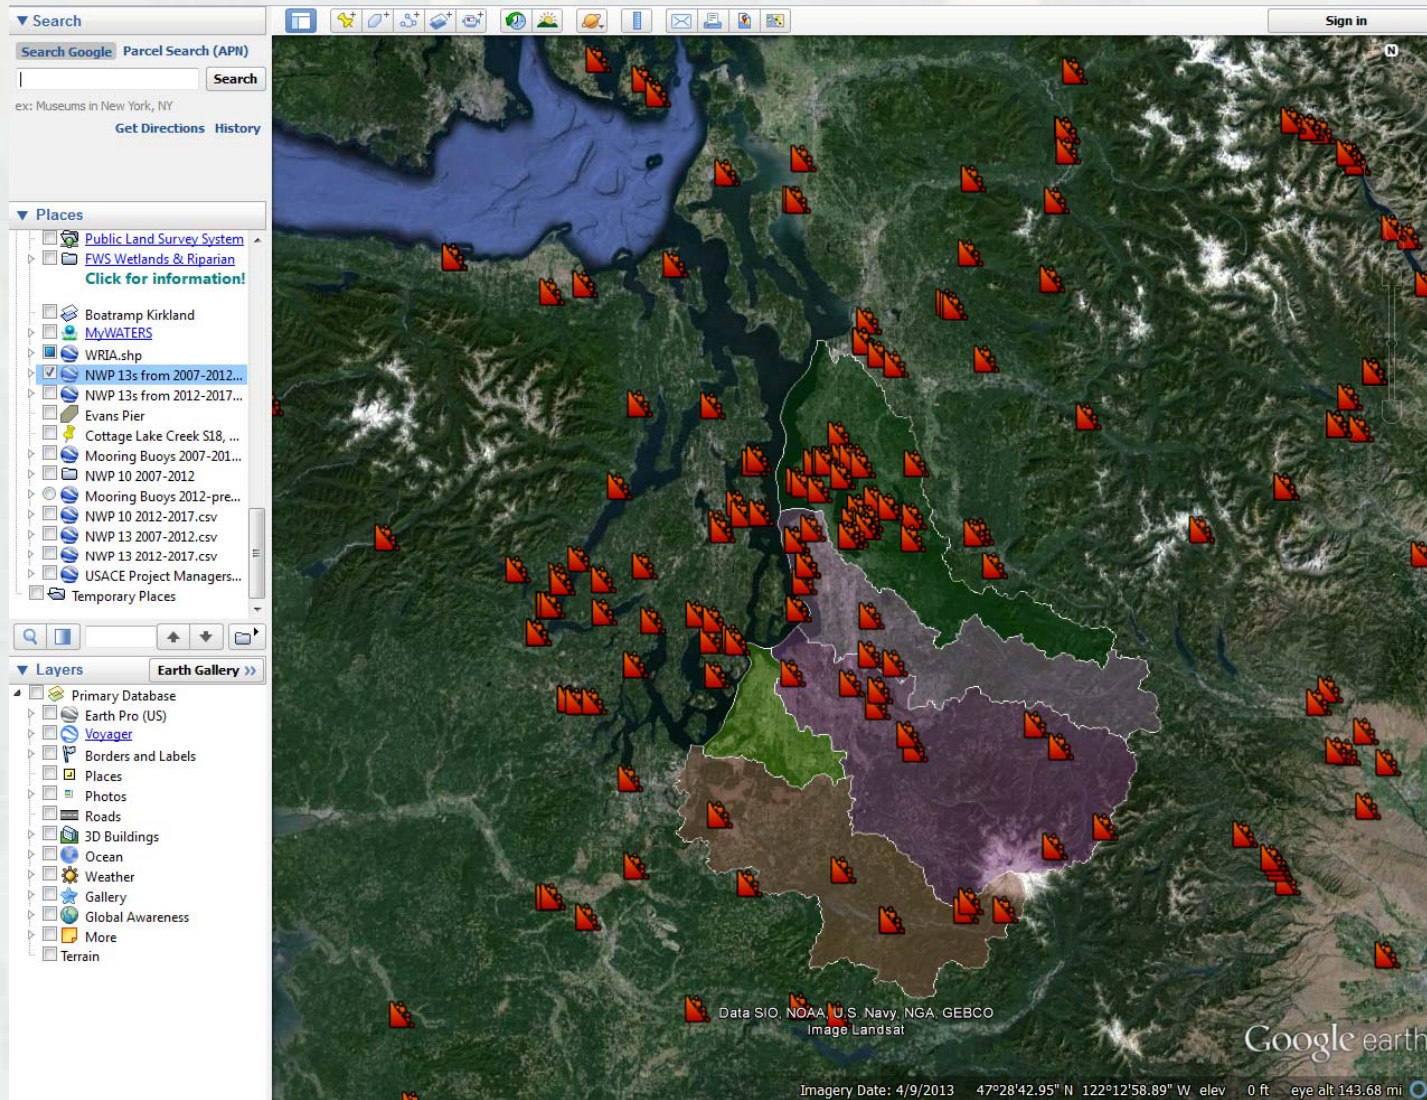 Search
Search Google Parcel Search (APN)
Search
ex: Museums in New York, NY
Get Directions History
Places
Public Land Survey System
FWS Wetlands & Riparian
Click for information!
Boatramp Kirkland
MyWATERS
WRIA.shp
NWP 13s from 2007-2012...
NWP 13s from 2012-2017...
Evans Pier
Cottage Lake Creek S18, ...
Mooring Buoys 2007-201...
NWP 10 2007-2012
Mooring Buoys 2012-pre...
NWP 10 2012-2017.csv
NWP 13 2007-2012.csv
NWP 13 2012-2017.csv
USACE Project Managers...
Temporary Places
Layers
Earth Gallery >>
Primary Database
Earth Pro (US)
Voyager
Borders and Labels
Places
Photos
Roads
3D Buildings
Ocean
Weather
Gallery
Global Awareness
More
Terrain
Sign in
N
Data SIO, NOAA, U.S. Navy, NGA, GEBCO
Image Landsat
Google earth
Imagery Date: 4/9/2013 47°28'42.95" N 122°12'58.89" W elev 0 ft eye alt 143.68 mi